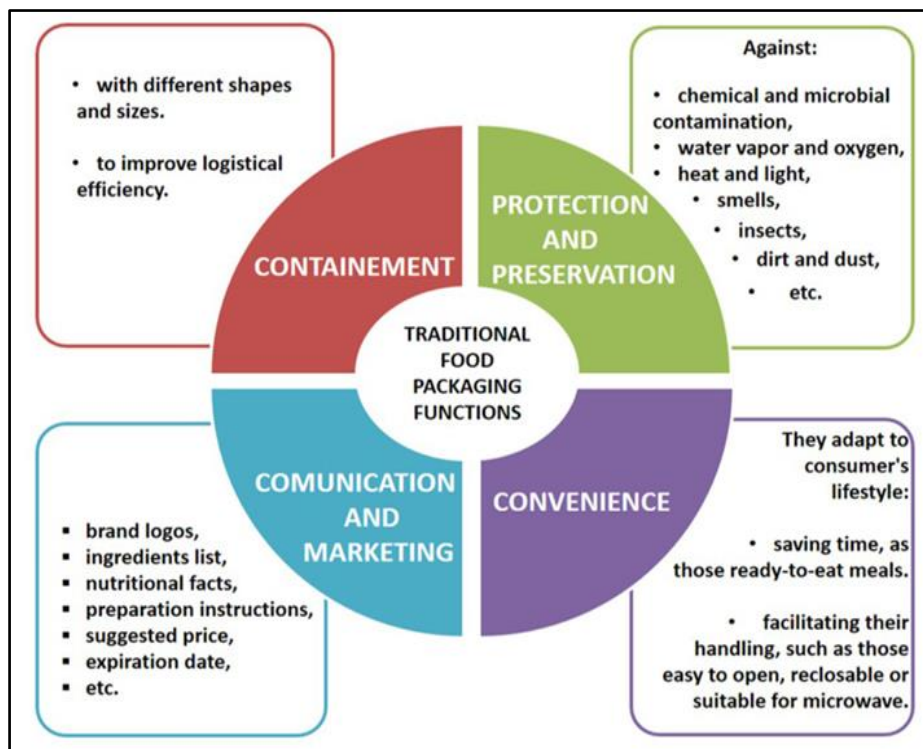 • with different shapes
and sizes.
• to improve logistical
efficiency.
CONTAINEMENT
Against:
• chemical and microbial
contamination,
• water vapor and oxygen,
• heat and light,
• smells,
• insects,
• dirt and dust,
• etc.
PROTECTION
AND
PRESERVATION
TRADITIONAL
FOOD
PACKAGING
FUNCTIONS
COMUNICATION
AND
MARKETING
▪ brand logos,
▪ ingredients list,
▪ nutritional facts,
▪ preparation instructions,
▪ suggested price,
▪ expiration date,
▪ etc.
CONVENIENCE
They adapt to
consumer's
lifestyle:
• saving time, as
those ready-to-eat meals.
• facilitating their
handling, such as those
easy to open, reclosable or
suitable for microwave.